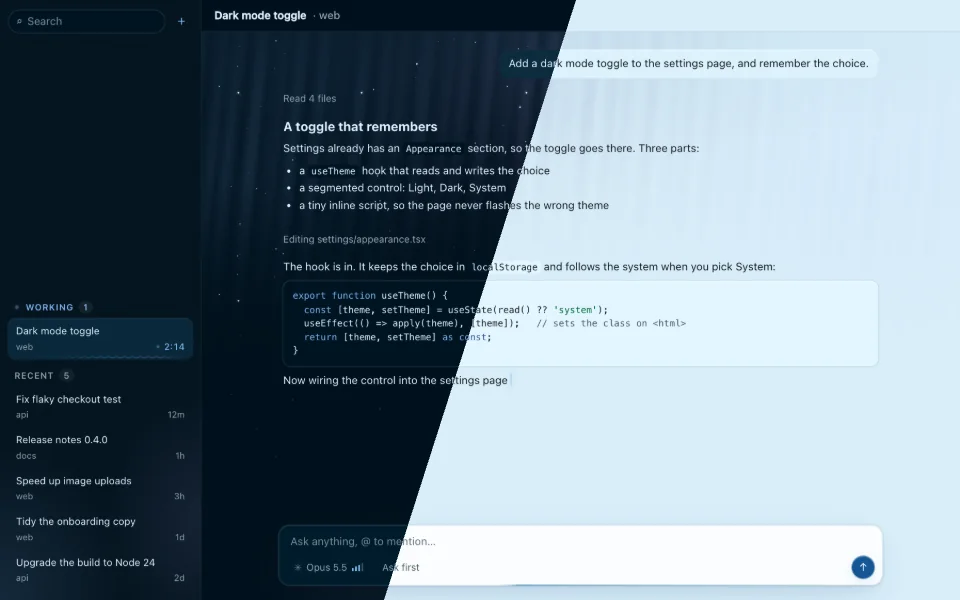 Search
+
Dark mode toggle · web
Add a dark mode toggle to the settings page, and remember the choice.
Read 4 files
A toggle that remembers
Settings already has an Appearance section, so the toggle goes there. Three parts:
• a useTheme hook that reads and writes the choice
• a segmented control: Light, Dark, System
• a tiny inline script, so the page never flashes the wrong theme
Editing settings/appearance.tsx
The hook is in. It keeps the choice in localStorage and follows the system when you pick System:
export function useTheme() {
const [theme, setTheme] = useState(read() ?? 'system');
useEffect(() => apply(theme), [theme]); // sets the class on <html>
return [theme, setTheme] as const;
}
Now wiring the control into the settings page
WORKING 1
Dark mode toggle
web 2:14
RECENT 5
Fix flaky checkout test
api 12m
Release notes 0.4.0
docs 1h
Speed up image uploads
web 3h
Tidy the onboarding copy
web 1d
Upgrade the build to Node 24
api 2d
Ask anything, @ to mention...
Opus 5.5 Ask first